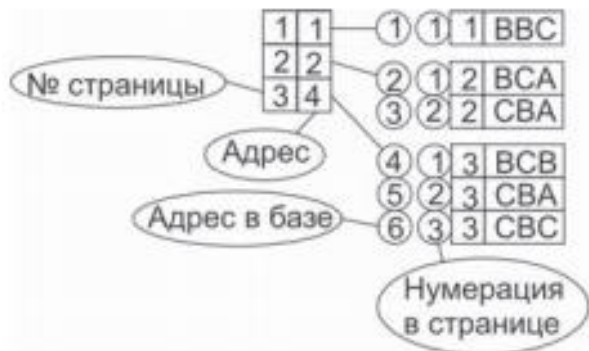 1 1 1 1 1 BBC
2 2 2 1 2 BCA
№ страницы
3 4 3 2 2 CBA
Адрес
4 1 3 BCB
5 2 3 CBA
Адрес в базе
6 3 3 CBC
Нумерация
в странице